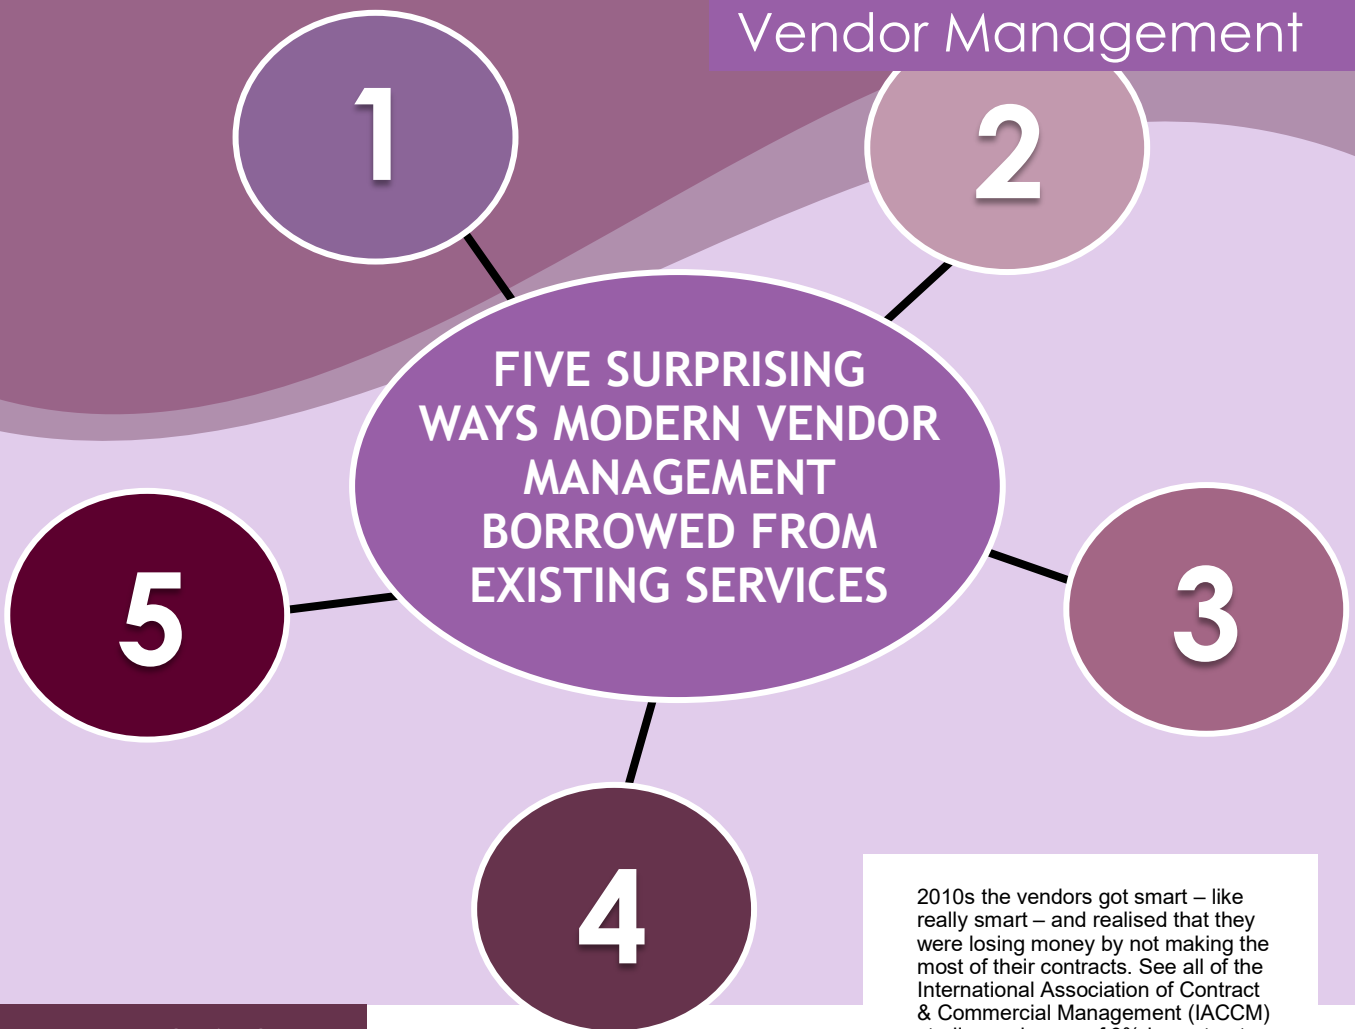 Vendor Management
1
2
FIVE SURPRISING
WAYS MODERN VENDOR
MANAGEMENT
BORROWED FROM
EXISTING SERVICES
3
5
4
2010s the vendors got smart – like
really smart – and realised that they
were losing money by not making the
most of their contracts. See all of the
International Association of Contract
& Commercial Management (IACCM)